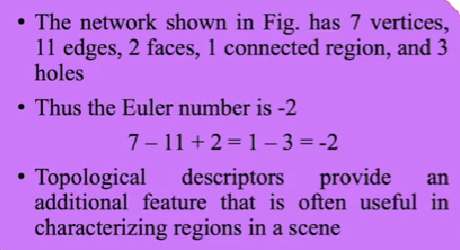 • The network shown in Fig. has 7 vertices,
11 edges, 2 faces, 1 connected region, and 3
holes
• Thus the Euler number is -2
7 – 11 + 2 = 1 – 3 = -2
• Topological descriptors provide an
additional feature that is often useful in
characterizing regions in a scene